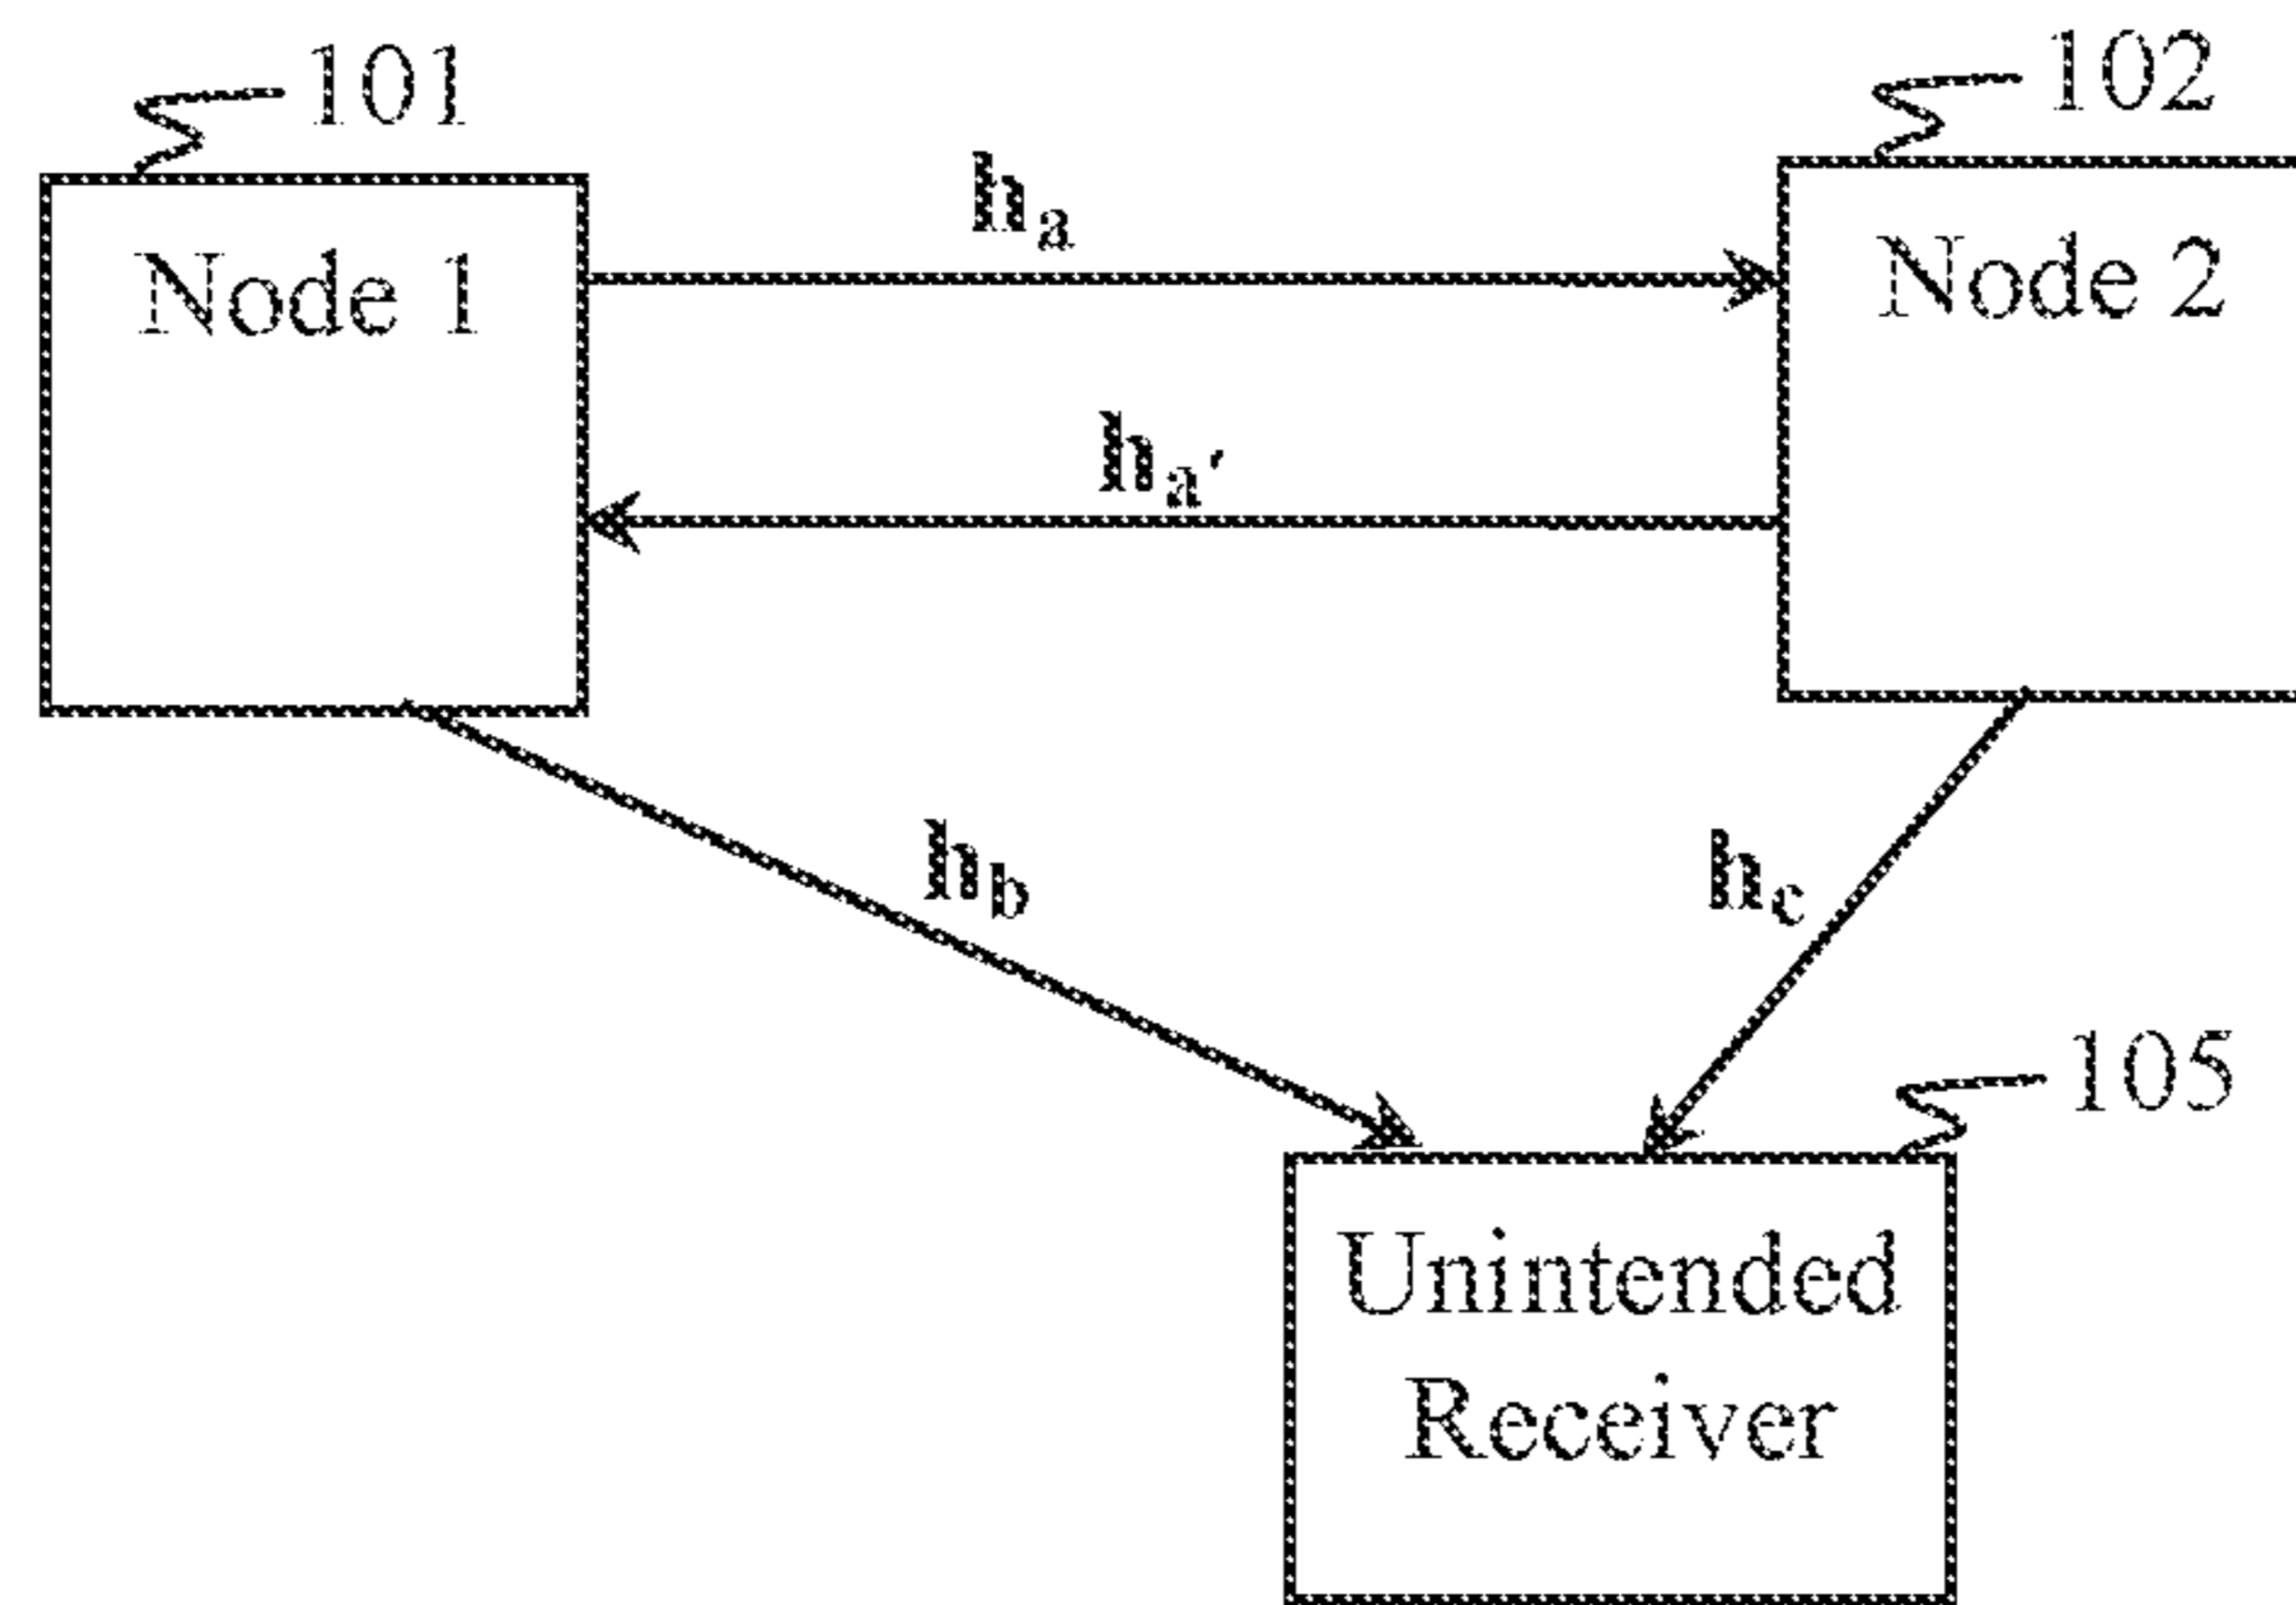 101
102
h_a
Node 1
Node 2
h_a'
h_b
h_c
105
Unintended
Receiver